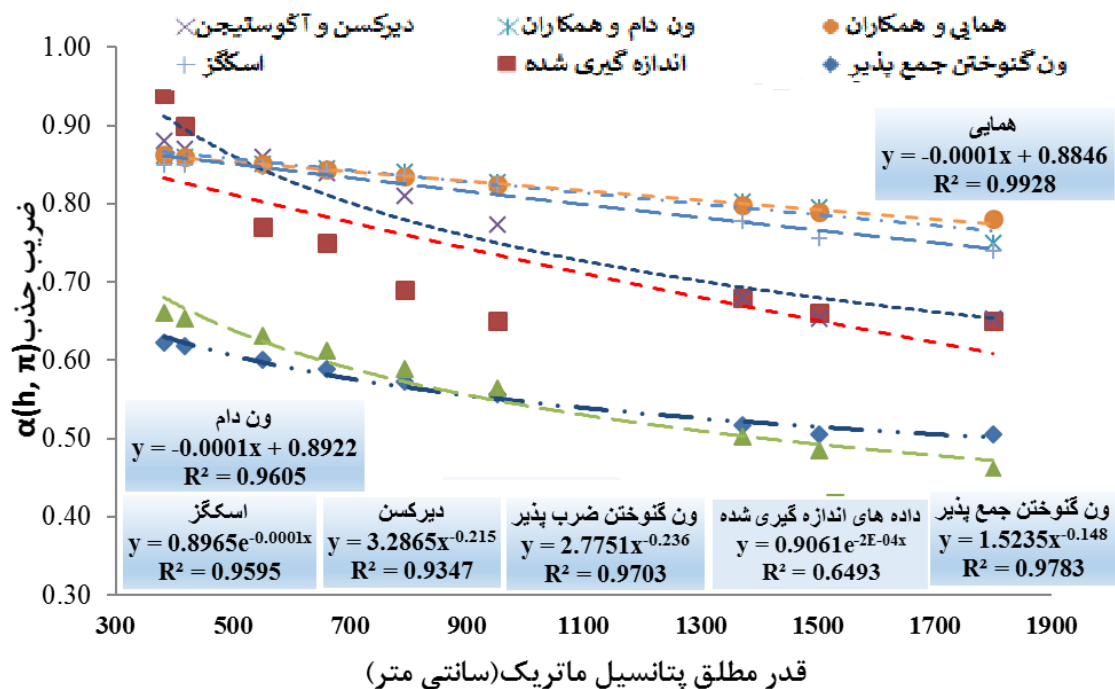 دیرکسن و آگوستیجن
ون دام و همکاران
همایی و همکاران
اسکگز
اندازه گیری شده
ون گنوختن جمع پذیر
1.00
0.90
0.80
0.70
0.60
0.50
0.40
0.30
ضریب جذب α(h, π)
همایی
y = -0.0001x + 0.8846
R² = 0.9928
ون دام
y = -0.0001x + 0.8922
R² = 0.9605
اسکگز
y = 0.8965e^-0.0001x
R² = 0.9595
دیرکسن
y = 3.2865x^-0.215
R² = 0.9347
ون گنوختن ضرب پذیر
y = 2.7751x^-0.236
R² = 0.9703
داده های اندازه گیری شده
y = 0.9061e^-2E-04x
R² = 0.6493
ون گنوختن جمع پذیر
y = 1.5235x^-0.148
R² = 0.9783
300 500 700 900 1100 1300 1500 1700 1900
قدر مطلق پتانسیل ماتریک(سانتی متر)